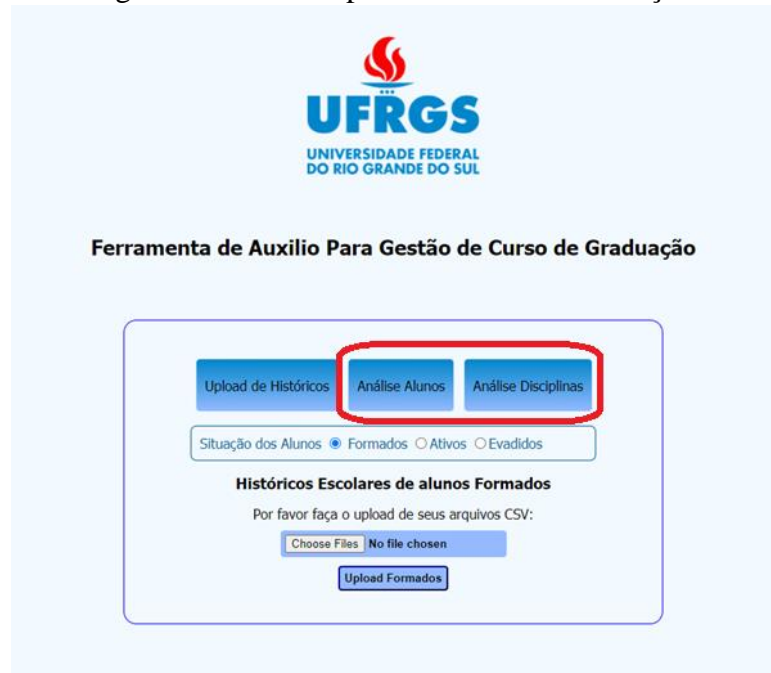 UFRGS
UNIVERSIDADE FEDERAL
DO RIO GRANDE DO SUL
Ferramenta de Auxilio Para Gestão de Curso de Graduação
Upload de Históricos Análise Alunos Análise Disciplinas
Situação dos Alunos Formados Ativos Evadidos
Históricos Escolares de alunos Formados
Por favor faça o upload de seus arquivos CSV:
Choose Files No file chosen
Upload Formados